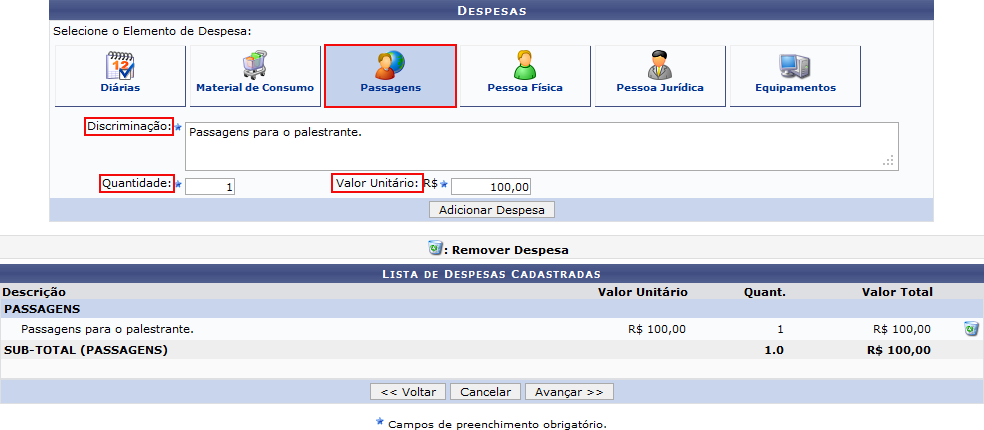 DESPESAS
Selecione o Elemento de Despesa:
12
Diárias Material de Consumo Passagens Pessoa Física Pessoa Jurídica Equipamentos
Discriminação: Passagens para o palestrante.
Quantidade: 1 Valor Unitário: R$ 100,00
Adicionar Despesa
: Remover Despesa
LISTA DE DESPESAS CADASTRADAS
Descrição Valor Unitário Quant. Valor Total
PASSAGENS
Passagens para o palestrante. R$ 100,00 1 R$ 100,00
SUB-TOTAL (PASSAGENS) 1.0 R$ 100,00
<< Voltar Cancelar Avançar >>
Campos de preenchimento obrigatório.